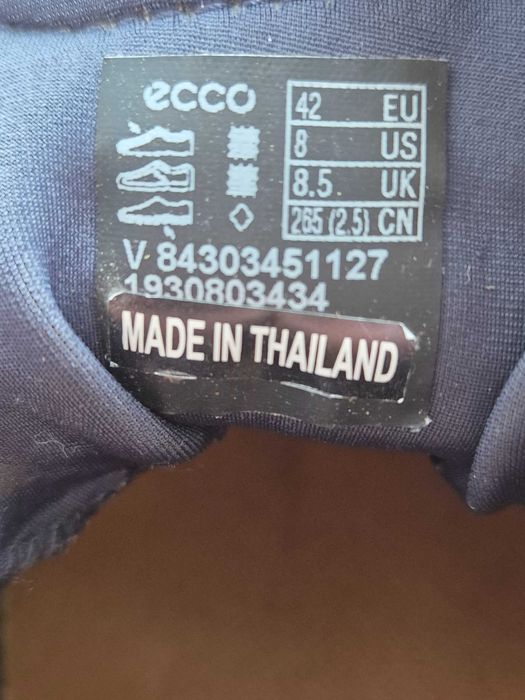 ecco
42 EU
8 US
8.5 UK
265 (2.5) CN
V 84303451127
1930803434
MADE IN THAILAND